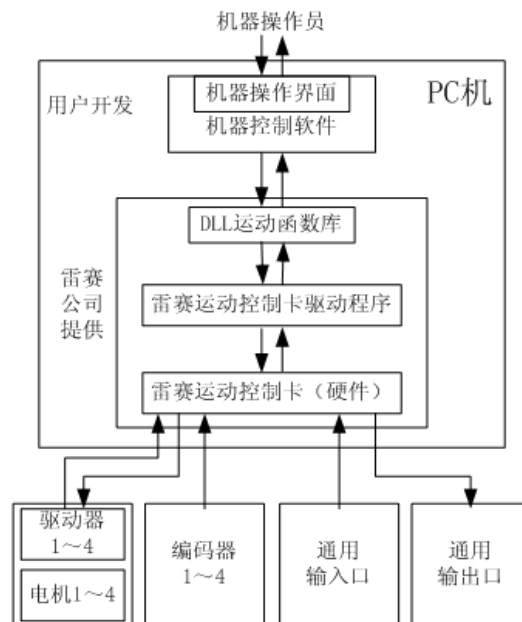 机器操作员
PC机
用户开发
机器操作界面
机器控制软件
DLL运动函数库
雷赛
公司
提供
雷赛运动控制卡驱动程序
雷赛运动控制卡（硬件）
驱动器
1～4
电机1～4
编码器
1～4
通用
输入口
通用
输出口